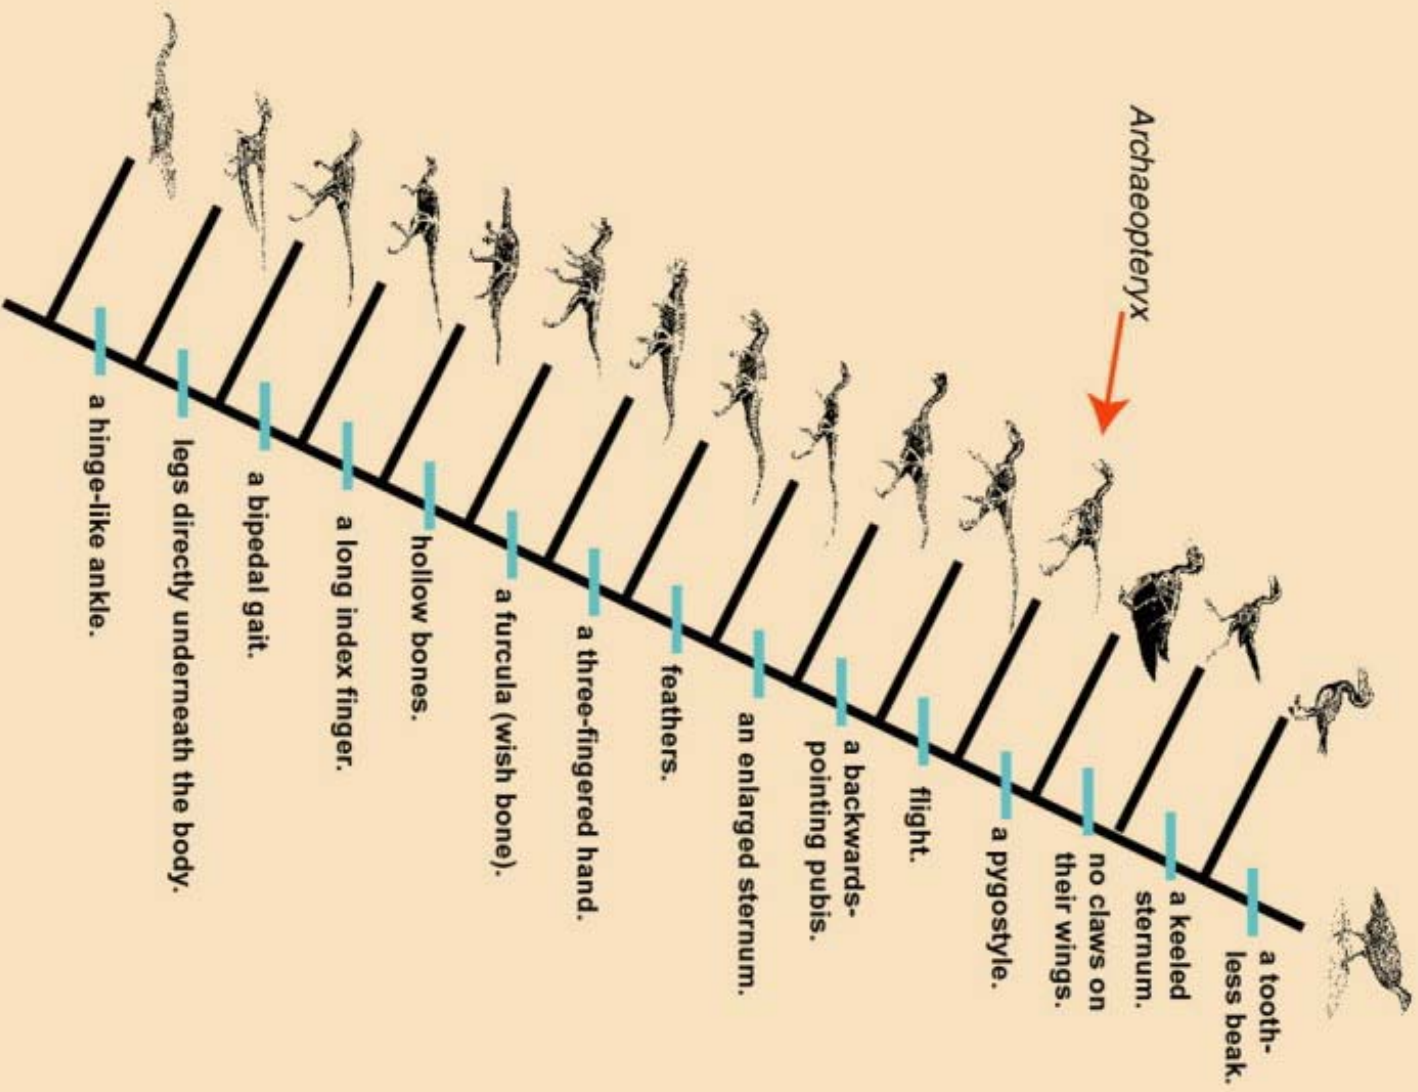 Archaeopteryx
a hinge-like ankle.
legs directly underneath the body.
a bipedal gait.
a long index finger.
hollow bones.
a furcula (wish bone).
a three-fingered hand.
feathers.
an enlarged sternum.
a backwards-
pointing pubis.
flight.
a pygostyle.
no claws on
their wings.
a keeled
sternum.
a tooth-
less beak.